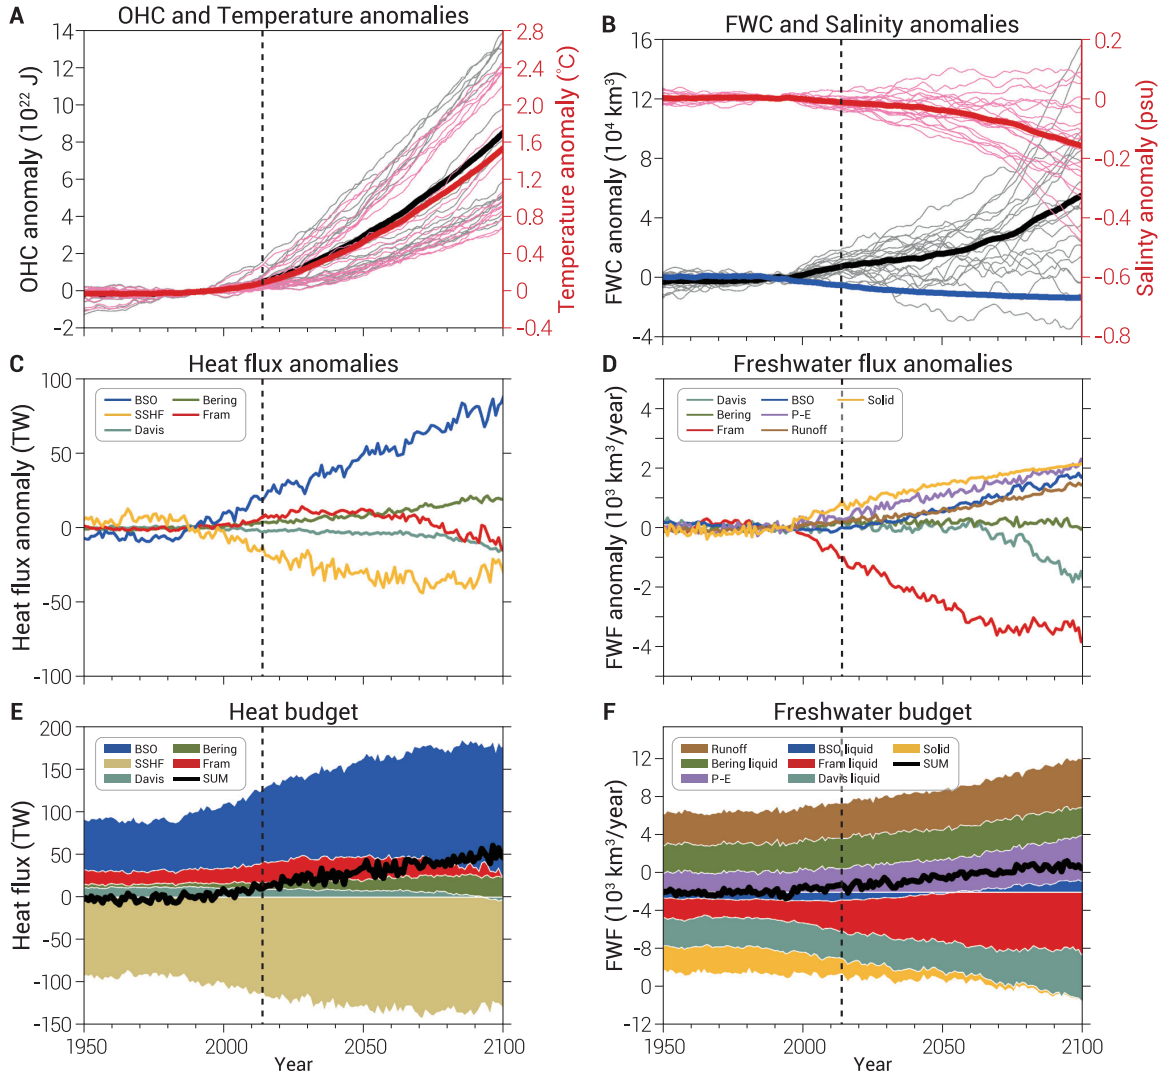 A
OHC and Temperature anomalies
OHC anomaly (10²² J)
14
12
10
8
6
4
2
0
-2
2.8
2.4
2.0
1.6
1.2
0.8
0.4
0
-0.4
Temperature anomaly (°C)
B
FWC and Salinity anomalies
FWC anomaly (10⁴ km³)
16
12
8
4
0
-4
0.2
0
-0.2
-0.4
-0.6
-0.8
Salinity anomaly (psu)
C
Heat flux anomalies
Heat flux anomaly (TW)
100
50
0
-50
-100
BSO Bering
SSHF Fram
Davis
D
Freshwater flux anomalies
FWF anomaly (10³ km³/year)
4
2
0
-2
-4
Davis BSO Solid
Bering P-E
Fram Runoff
E
Heat budget
Heat flux (TW)
200
150
100
50
0
-50
-100
-150
BSO Bering
SSHF Fram
Davis SUM
1950 2000 2050 2100
Year
F
Freshwater budget
FWF (10³ km³/year)
12
8
4
0
-4
-8
0
-12
Runoff BSO liquid Solid
Bering liquid Fram liquid SUM
P-E Davis liquid
1950 2000 2050 2100
Year